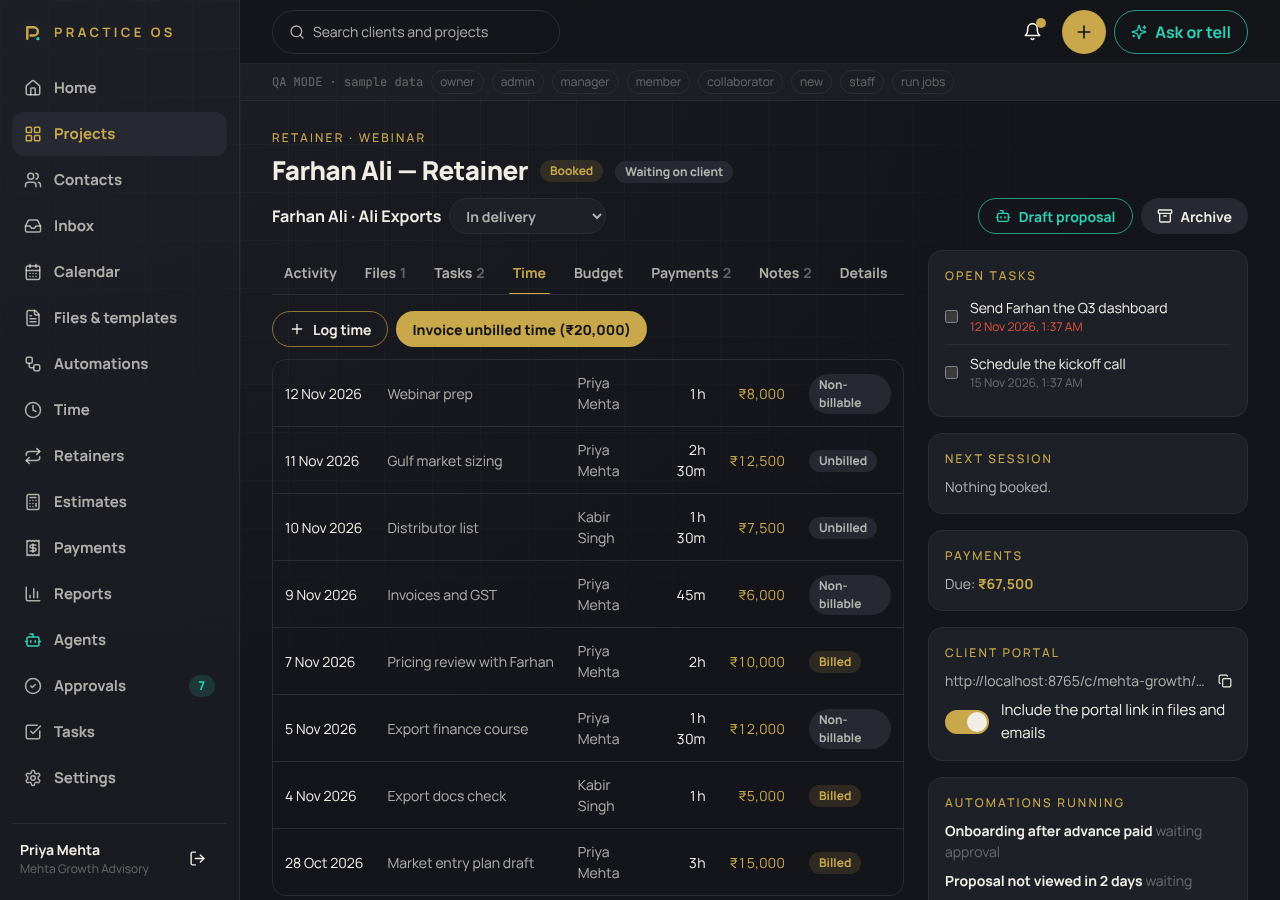 PRACTICE OS
Home
Projects
Contacts
Inbox
Calendar
Files & templates
Automations
Time
Retainers
Estimates
Payments
Reports
Agents
Approvals 7
Tasks
Settings
Priya Mehta
Mehta Growth Advisory
Search clients and projects
Ask or tell
QA MODE · sample data owner admin manager member collaborator new staff run jobs
RETAINER · WEBINAR
Farhan Ali — Retainer Booked Waiting on client
Farhan Ali · Ali Exports In delivery
Draft proposal Archive
Activity Files 1 Tasks 2 Time Budget Payments 2 Notes 2 Details
Log time Invoice unbilled time (₹20,000)
12 Nov 2026 Webinar prep Priya Mehta 1h ₹8,000 Non-billable
11 Nov 2026 Gulf market sizing Priya Mehta 2h 30m ₹12,500 Unbilled
10 Nov 2026 Distributor list Kabir Singh 1h 30m ₹7,500 Unbilled
9 Nov 2026 Invoices and GST Priya Mehta 45m ₹6,000 Non-billable
7 Nov 2026 Pricing review with Farhan Priya Mehta 2h ₹10,000 Billed
5 Nov 2026 Export finance course Priya Mehta 1h 30m ₹12,000 Non-billable
4 Nov 2026 Export docs check Kabir Singh 1h ₹5,000 Billed
28 Oct 2026 Market entry plan draft Priya Mehta 3h ₹15,000 Billed
OPEN TASKS
Send Farhan the Q3 dashboard
12 Nov 2026, 1:37 AM
Schedule the kickoff call
15 Nov 2026, 1:37 AM
NEXT SESSION
Nothing booked.
PAYMENTS
Due: ₹67,500
CLIENT PORTAL
http://localhost:8765/c/mehta-growth/...
Include the portal link in files and
emails
AUTOMATIONS RUNNING
Onboarding after advance paid waiting
approval
Proposal not viewed in 2 days waiting